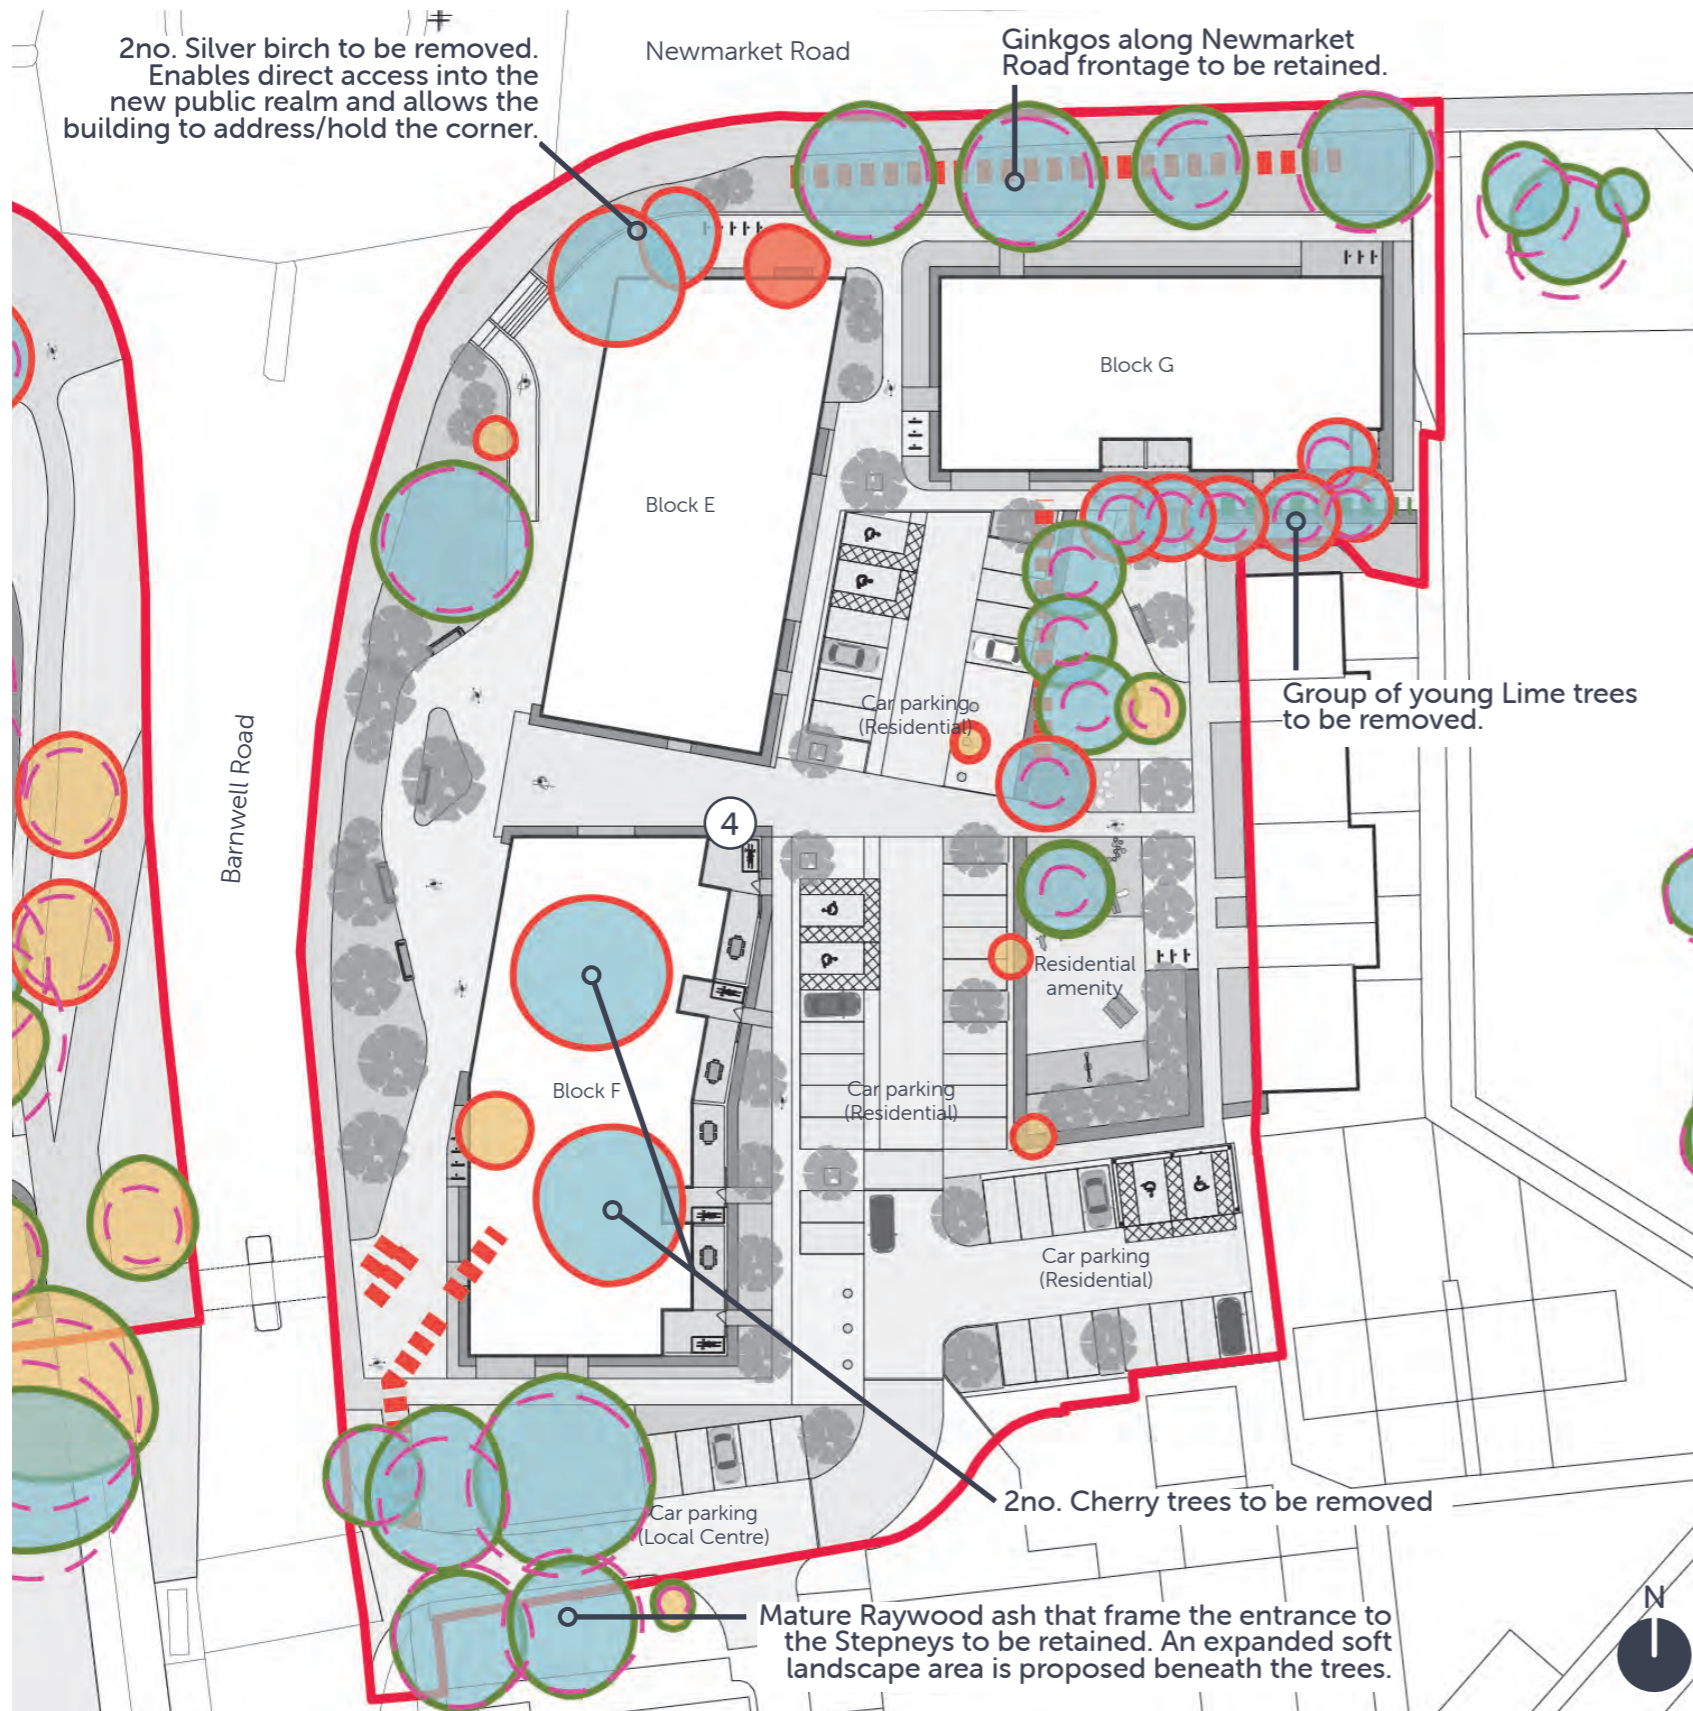 2no. Silver birch to be removed.
Enables direct access into the
new public realm and allows the
building to address/hold the corner.
Newmarket Road
Ginkgos along Newmarket
Road frontage to be retained.
Block G
Block E
Group of young Lime trees
to be removed.
Car parking
(Residential)
Barnwell Road
4
Residential
amenity
Block F
Car parking
(Residential)
Car parking
(Residential)
2no. Cherry trees to be removed
Car parking
(Local Centre)
Mature Raywood ash that frame the entrance to
the Stepneys to be retained. An expanded soft
landscape area is proposed beneath the trees.
N